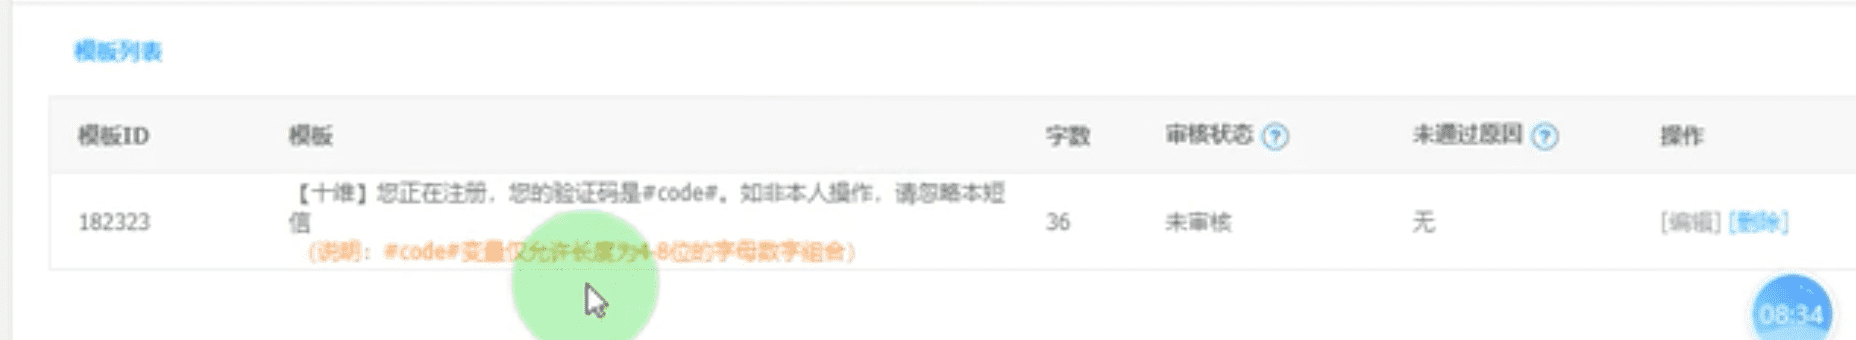 模板列表
模板ID 模板 字数 审核状态 ? 未通过原因 ? 操作
【十维】您正在注册，您的验证码是#code#。如非本人操作，请忽略本短
182323 信 36 未审核 无 [编辑] [删除]
（说明：#code#变量仅允许长度为4-8位的字母数字组合）
08:34